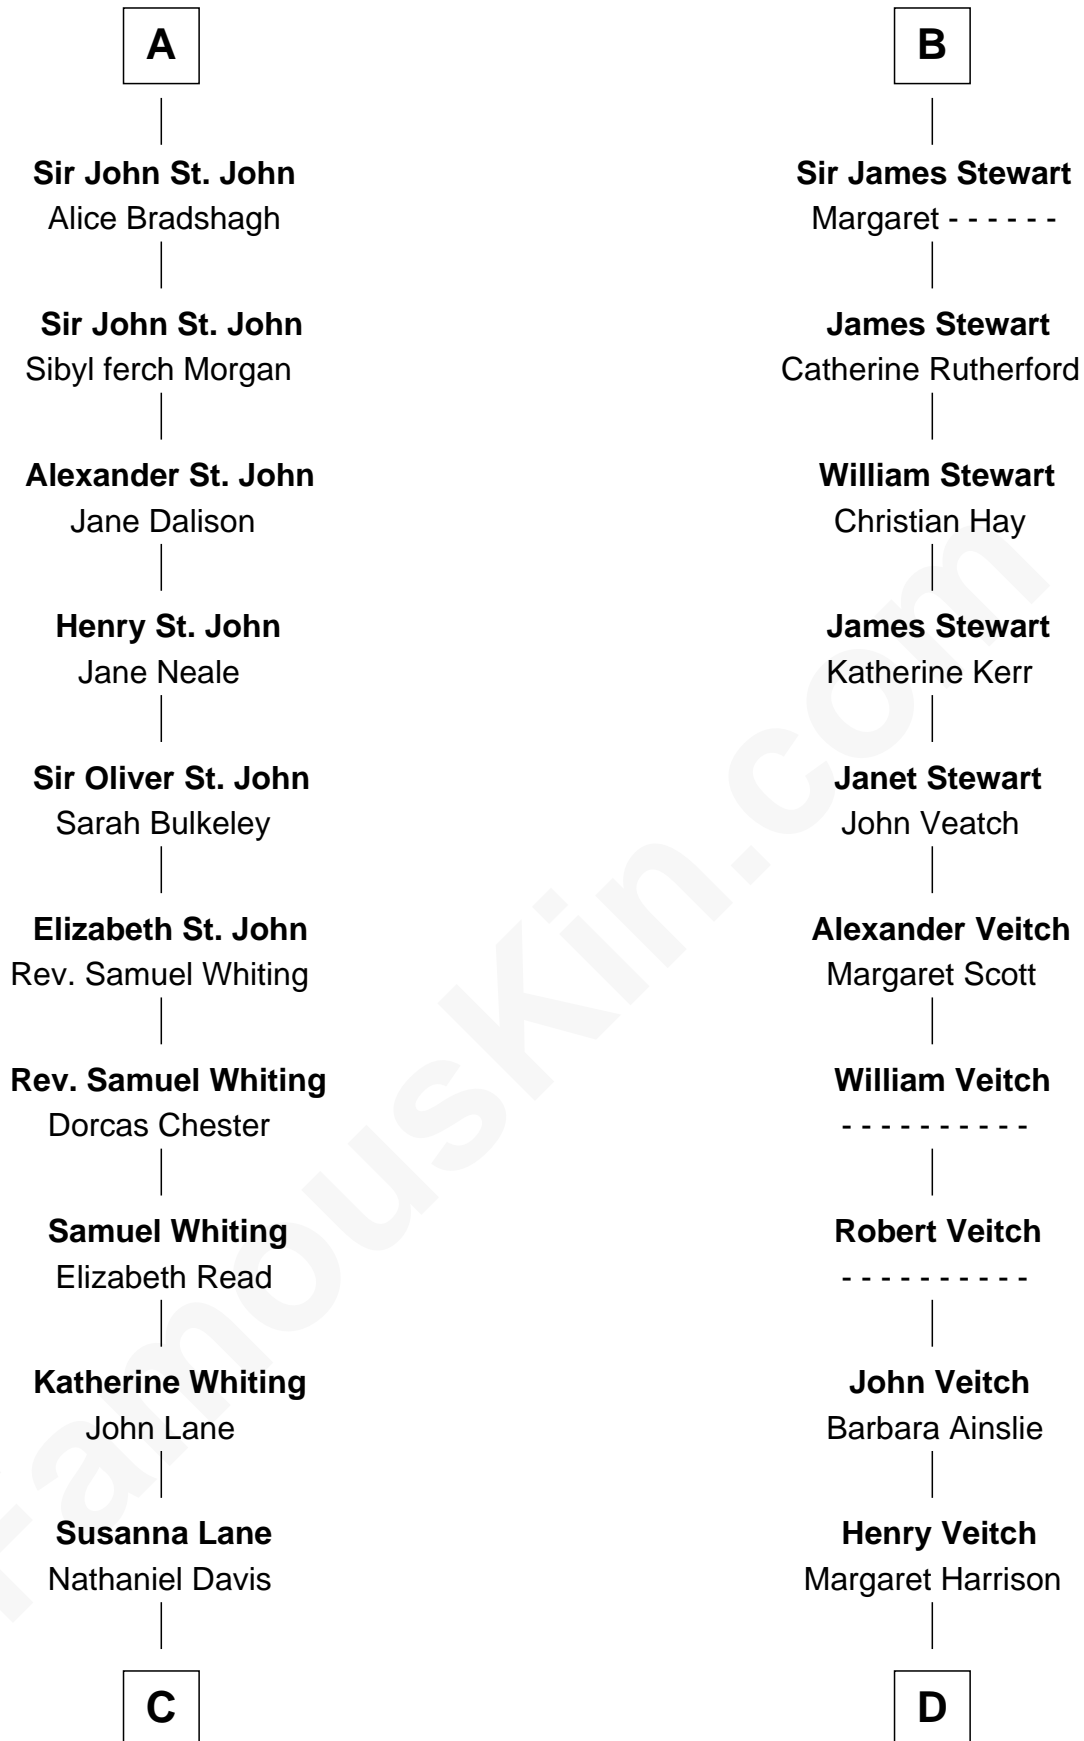 A
Sir John St. John
Alice Bradshagh
Sir John St. John
Sibyl ferch Morgan
Alexander St. John
Jane Dalison
Henry St. John
Jane Neale
Sir Oliver St. John
Sarah Bulkeley
Elizabeth St. John
Rev. Samuel Whiting
Rev. Samuel Whiting
Dorcas Chester
Samuel Whiting
Elizabeth Read
Katherine Whiting
John Lane
Susanna Lane
Nathaniel Davis
C
B
Sir James Stewart
Margaret - - - - - -
James Stewart
Catherine Rutherford
William Stewart
Christian Hay
James Stewart
Katherine Kerr
Janet Stewart
John Veatch
Alexander Veitch
Margaret Scott
William Veitch
- - - - - - - - - -
Robert Veitch
- - - - - - - - - -
John Veitch
Barbara Ainslie
Henry Veitch
Margaret Harrison
D
FamousKin.com